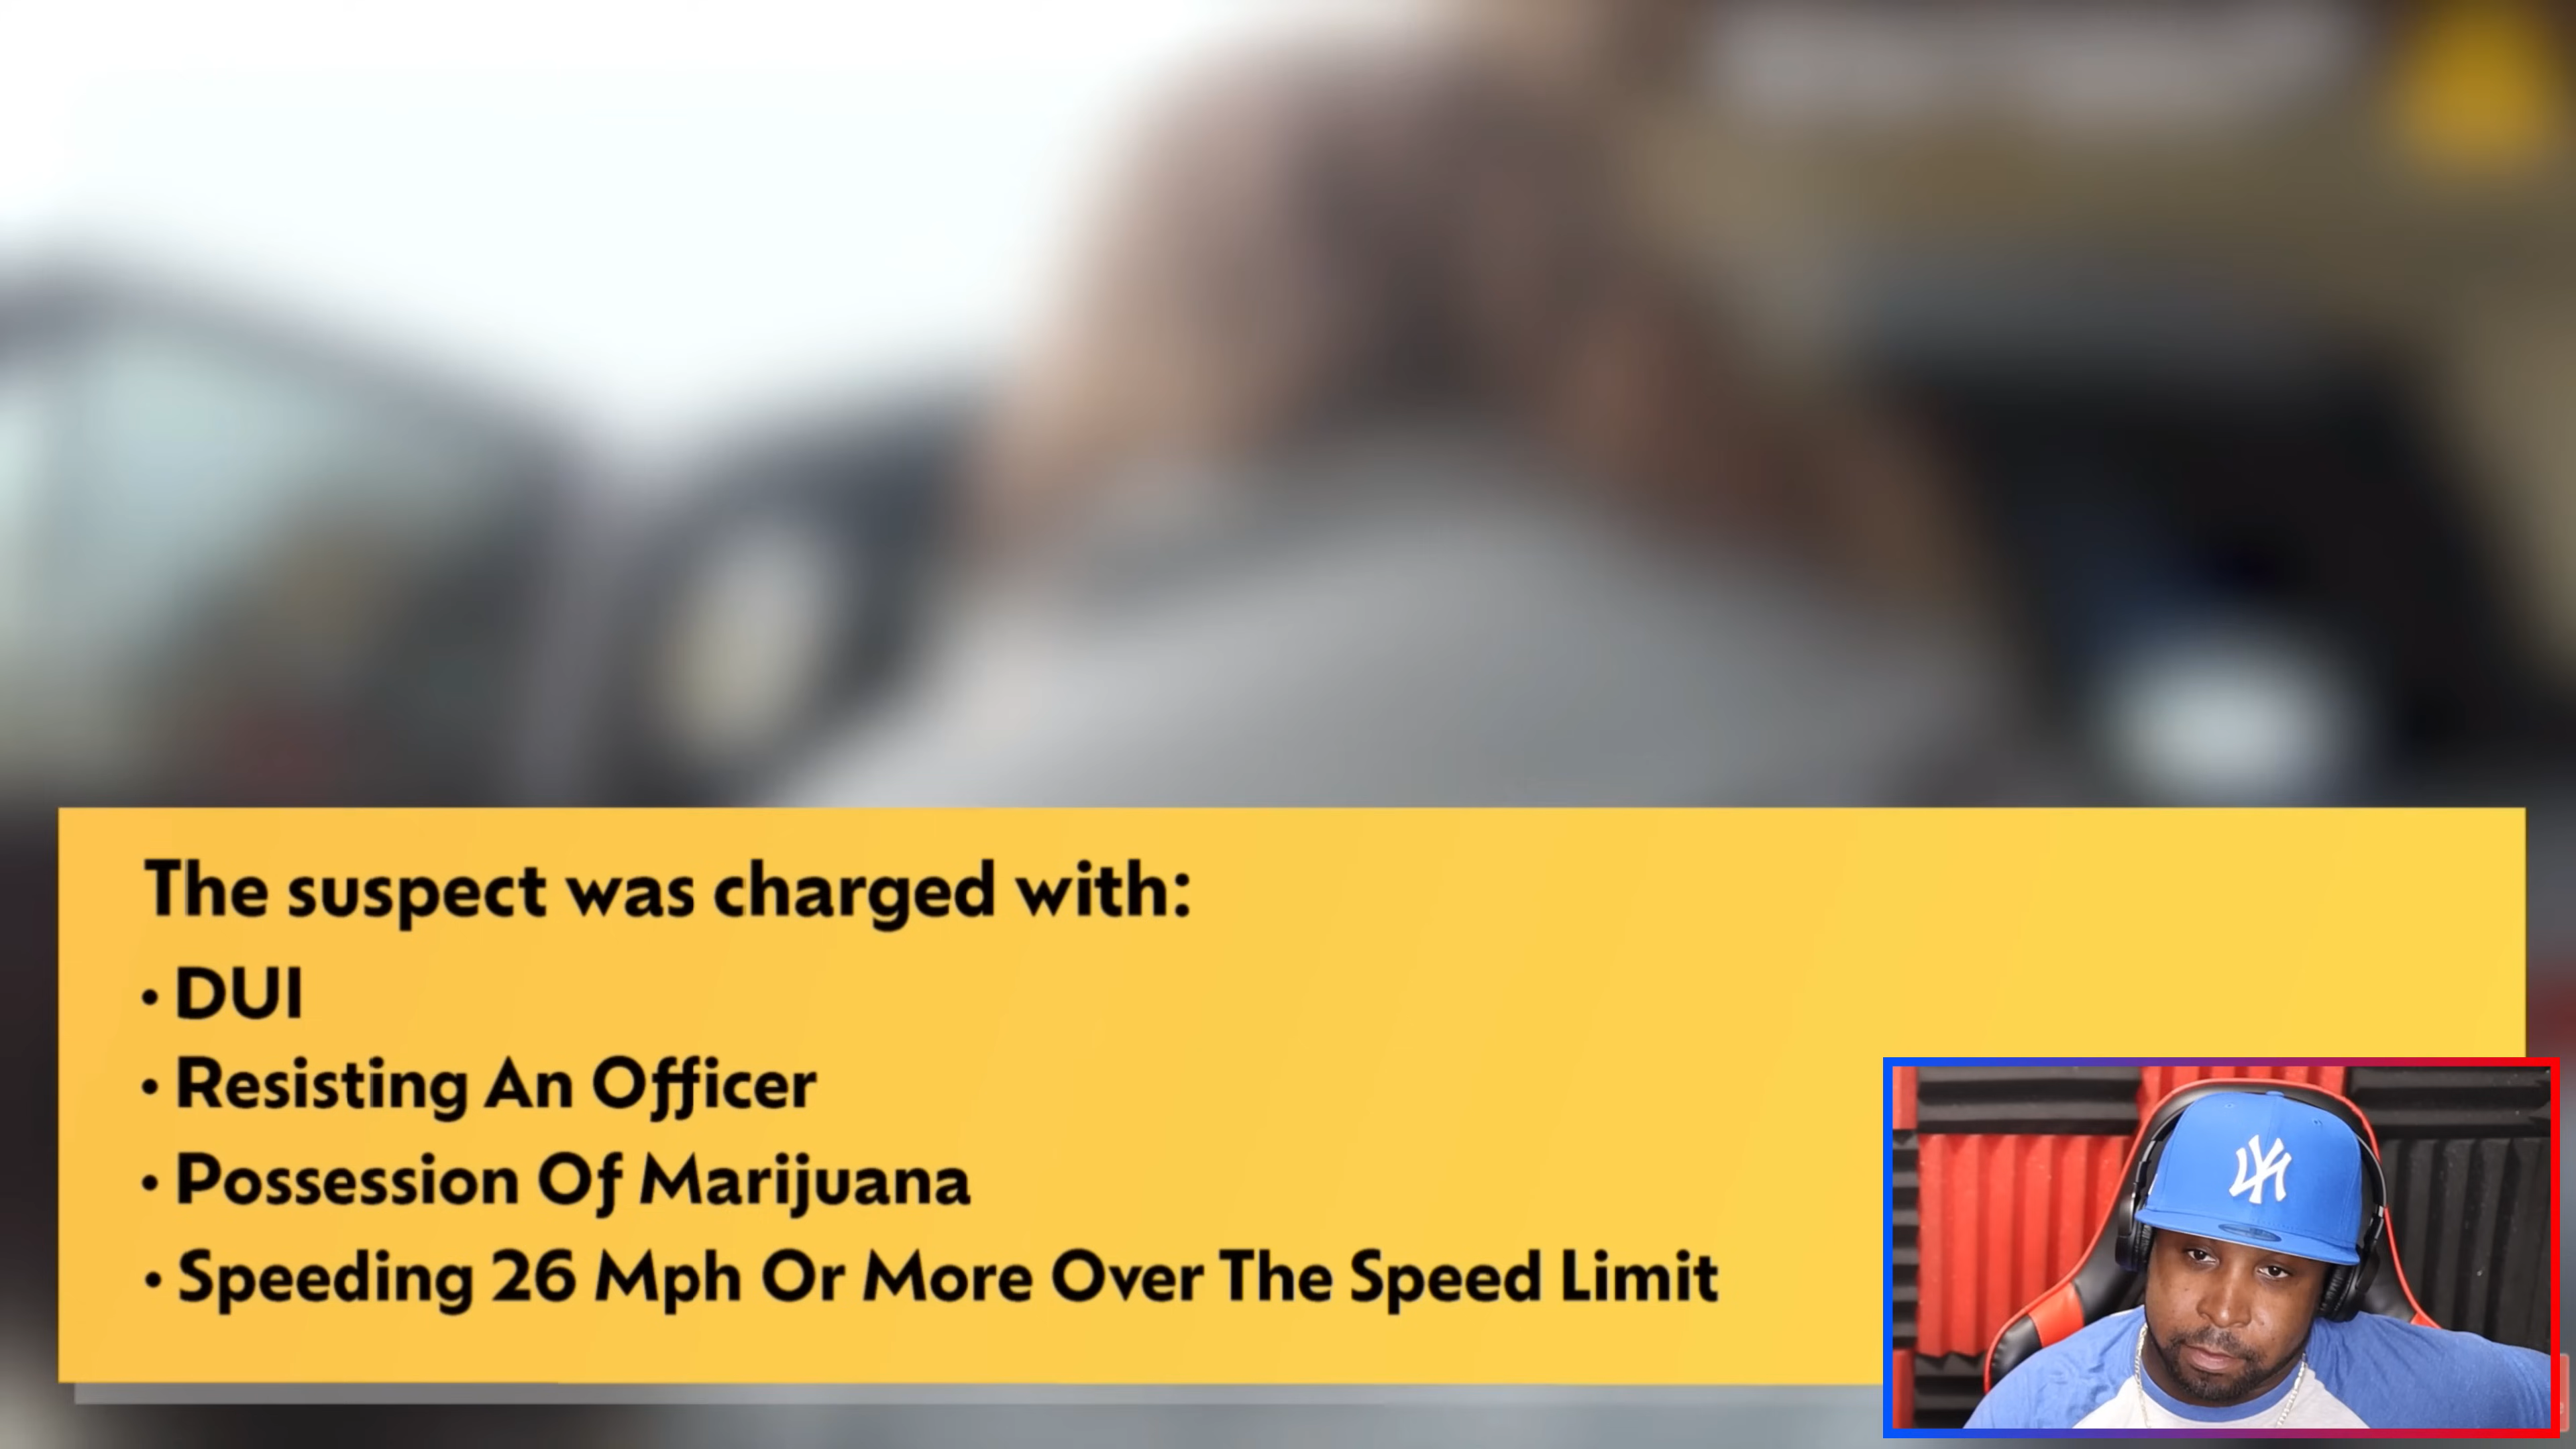 The suspect was charged with:
• DUI
• Resisting An Officer
• Possession Of Marijuana
• Speeding 26 Mph Or More Over The Speed Limit
NY